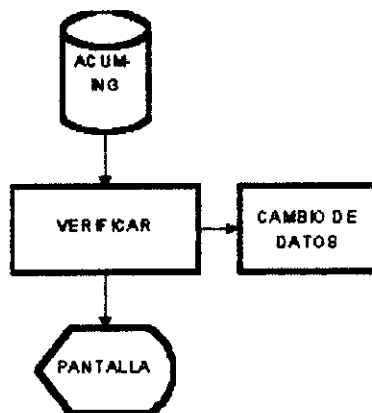 ACUM-
ING
VERIFICAR
CAMBIO DE
DATOS
PANTALLA